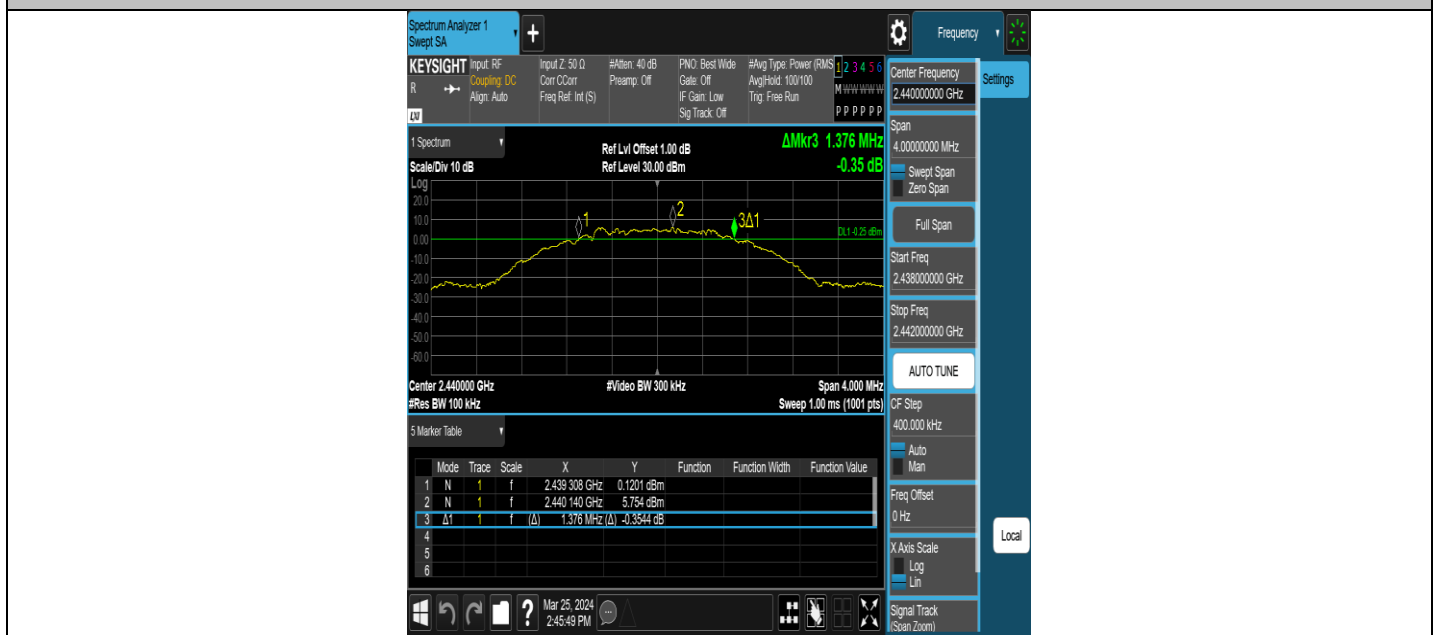 Spectrum Analyzer 1
Swept SA
+
Frequency
KEYSIGHT
R
LXI
Input: RF
Coupling: DC
Align: Auto
Input Z: 50 Ω
Corr CCorr
Freq Ref: Int (S)
#Atten: 40 dB
Preamp: Off
PNO: Best Wide
Gate: Off
IF Gain: Low
Sig Track: Off
#Avg Type: Power (RMS
Avg|Hold: 100/100
Trig: Free Run
1 2 3 4 5 6
M W W W W W
P P P P P P
1 Spectrum
Scale/Div 10 dB
Ref Lvl Offset 1.00 dB
Ref Level 30.00 dBm
ΔMkr3 1.376 MHz
-0.35 dB
Log
20.0
10.0
0.00
-10.0
-20.0
-30.0
-40.0
-50.0
-60.0
1
2
3Δ1
DL1 -0.25 dBm
Center 2.440000 GHz
#Video BW 300 kHz
Span 4.000 MHz
#Res BW 100 kHz
Sweep 1.00 ms (1001 pts)
5 Marker Table
Mode Trace Scale X Y Function Function Width Function Value
1 N 1 f 2.439 308 GHz 0.1201 dBm
2 N 1 f 2.440 140 GHz 5.754 dBm
3 Δ1 1 f (Δ) 1.376 MHz (Δ) -0.3544 dB
4
5
6
?
Mar 25, 2024
2:45:49 PM
Center Frequency
2.440000000 GHz
Settings
Span
4.00000000 MHz
Swept Span
Zero Span
Full Span
Start Freq
2.438000000 GHz
Stop Freq
2.442000000 GHz
AUTO TUNE
CF Step
400.000 kHz
Auto
Man
Freq Offset
0 Hz
X Axis Scale
Log
Lin
Signal Track
(Span Zoom)
Local